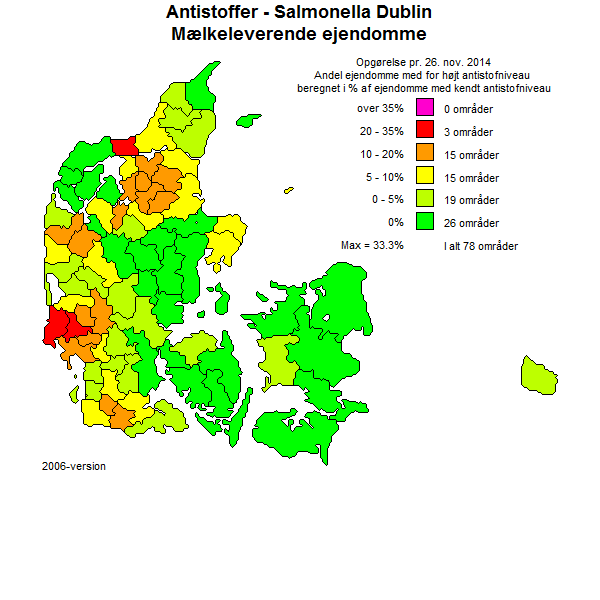 Antistoffer - Salmonella Dublin
Mælkeleverende ejendomme
Opgørelse pr. 26. nov. 2014
Andel ejendomme med for højt antistofniveau
beregnet i % af ejendomme med kendt antistofniveau
over 35% 0 områder
20 - 35% 3 områder
10 - 20% 15 områder
5 - 10% 15 områder
0 - 5% 19 områder
0% 26 områder
Max = 33.3% I alt 78 områder
2006-version